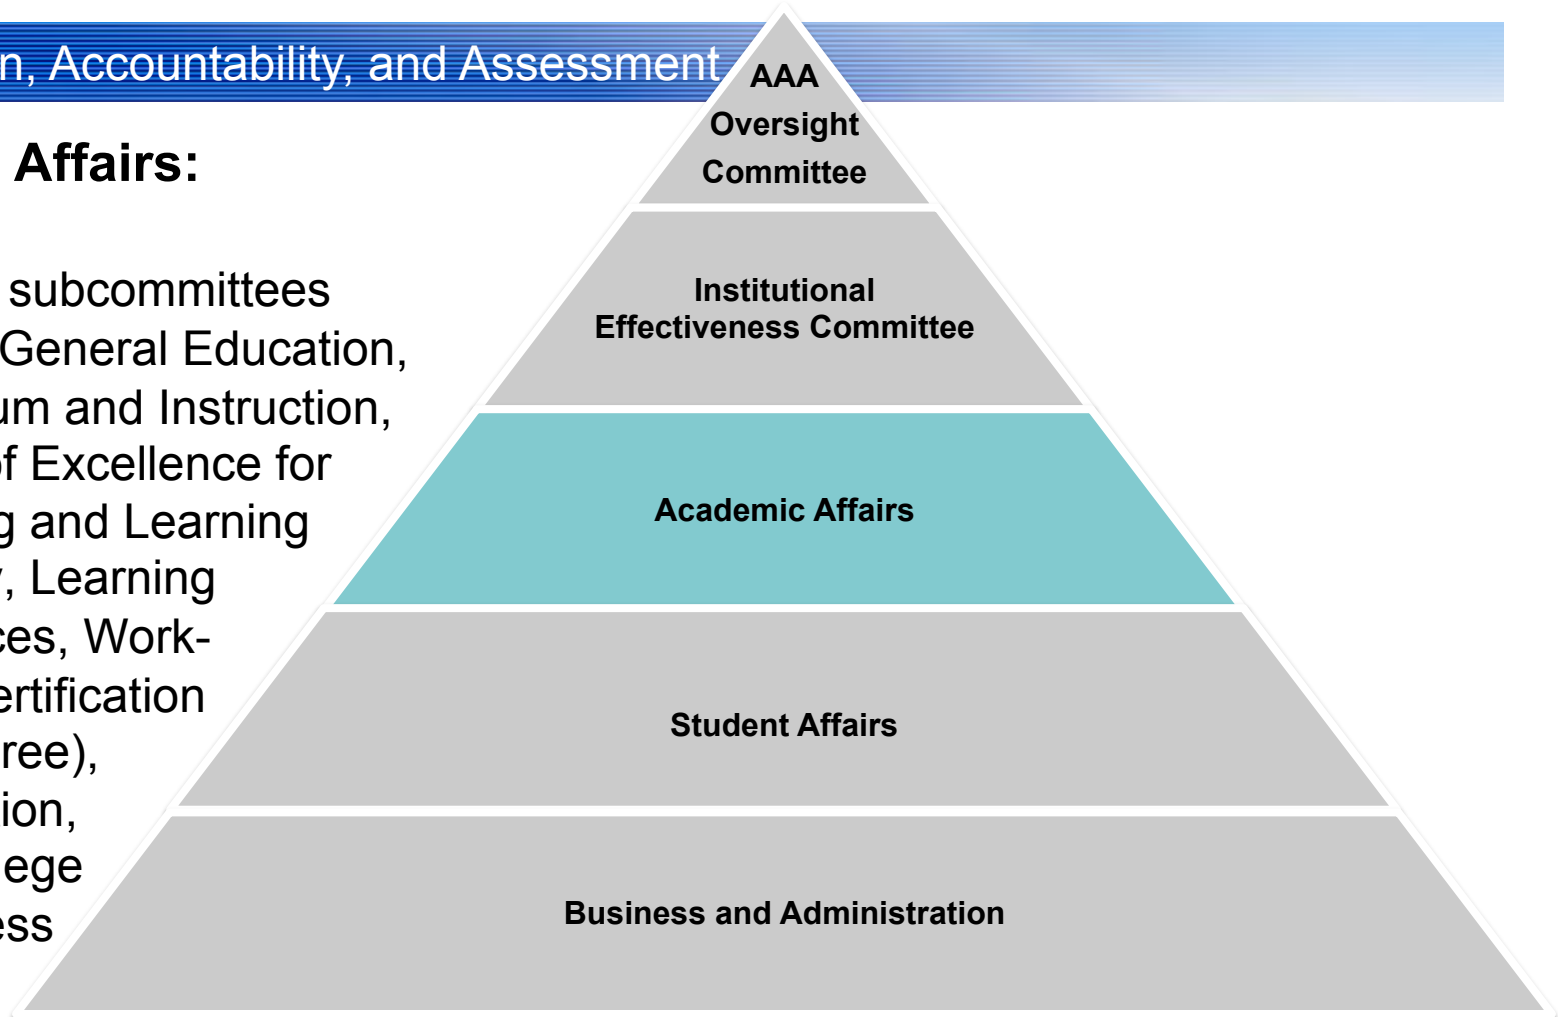 n, Accountability, and Assessment
Affairs:
subcommittees
General Education,
um and Instruction,
of Excellence for
g and Learning
, Learning
ces, Work-
ertification
ree),
ion,
ege
ess
AAA
Oversight
Committee
Institutional
Effectiveness Committee
Academic Affairs
Student Affairs
Business and Administration